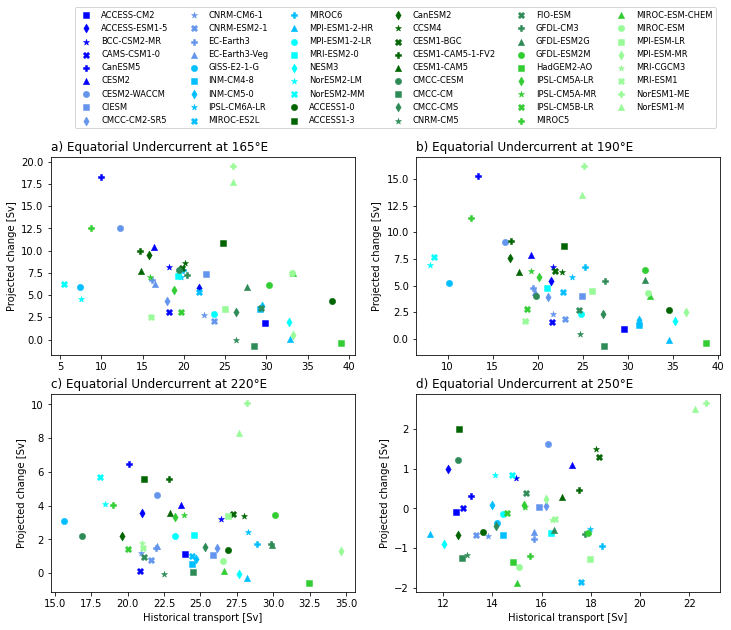 ACCESS-CM2 CNRM-CM6-1 MIROC6 CanESM2 FIO-ESM MIROC-ESM-CHEM
ACCESS-ESM1-5 CNRM-ESM2-1 MPI-ESM-1-2-HR CCSM4 GFDL-CM3 MIROC-ESM
BCC-CSM2-MR EC-Earth3 MPI-ESM1-2-LR CESM1-BGC GFDL-ESM2G MPI-ESM-LR
CAMS-CSM1-0 EC-Earth3-Veg MRI-ESM2-0 CESM1-CAM5-1-FV2 GFDL-ESM2M MPI-ESM-MR
CanESM5 GISS-E2-1-G NESM3 CESM1-CAM5 HadGEM2-AO MRI-CGCM3
CESM2 INM-CM4-8 NorESM2-LM CMCC-CESM IPSL-CM5A-LR MRI-ESM1
CESM2-WACCM INM-CM5-0 NorESM2-MM CMCC-CM IPSL-CM5A-MR NorESM1-ME
CIESM IPSL-CM6A-LR ACCESS1-0 CMCC-CMS IPSL-CM5B-LR NorESM1-M
CMCC-CM2-SR5 MIROC-ES2L ACCESS1-3 CNRM-CM5 MIROC5
a) Equatorial Undercurrent at 165°E
Projected change [Sv]
20.0
17.5
15.0
12.5
10.0
7.5
5.0
2.5
0.0
5 10 15 20 25 30 35 40
b) Equatorial Undercurrent at 190°E
Projected change [Sv]
15.0
12.5
10.0
7.5
5.0
2.5
0.0
10 15 20 25 30 35 40
c) Equatorial Undercurrent at 220°E
Projected change [Sv]
10
8
6
4
2
0
15.0 17.5 20.0 22.5 25.0 27.5 30.0 32.5 35.0
Historical transport [Sv]
d) Equatorial Undercurrent at 250°E
Projected change [Sv]
2
1
0
−1
−2
12 14 16 18 20 22
Historical transport [Sv]